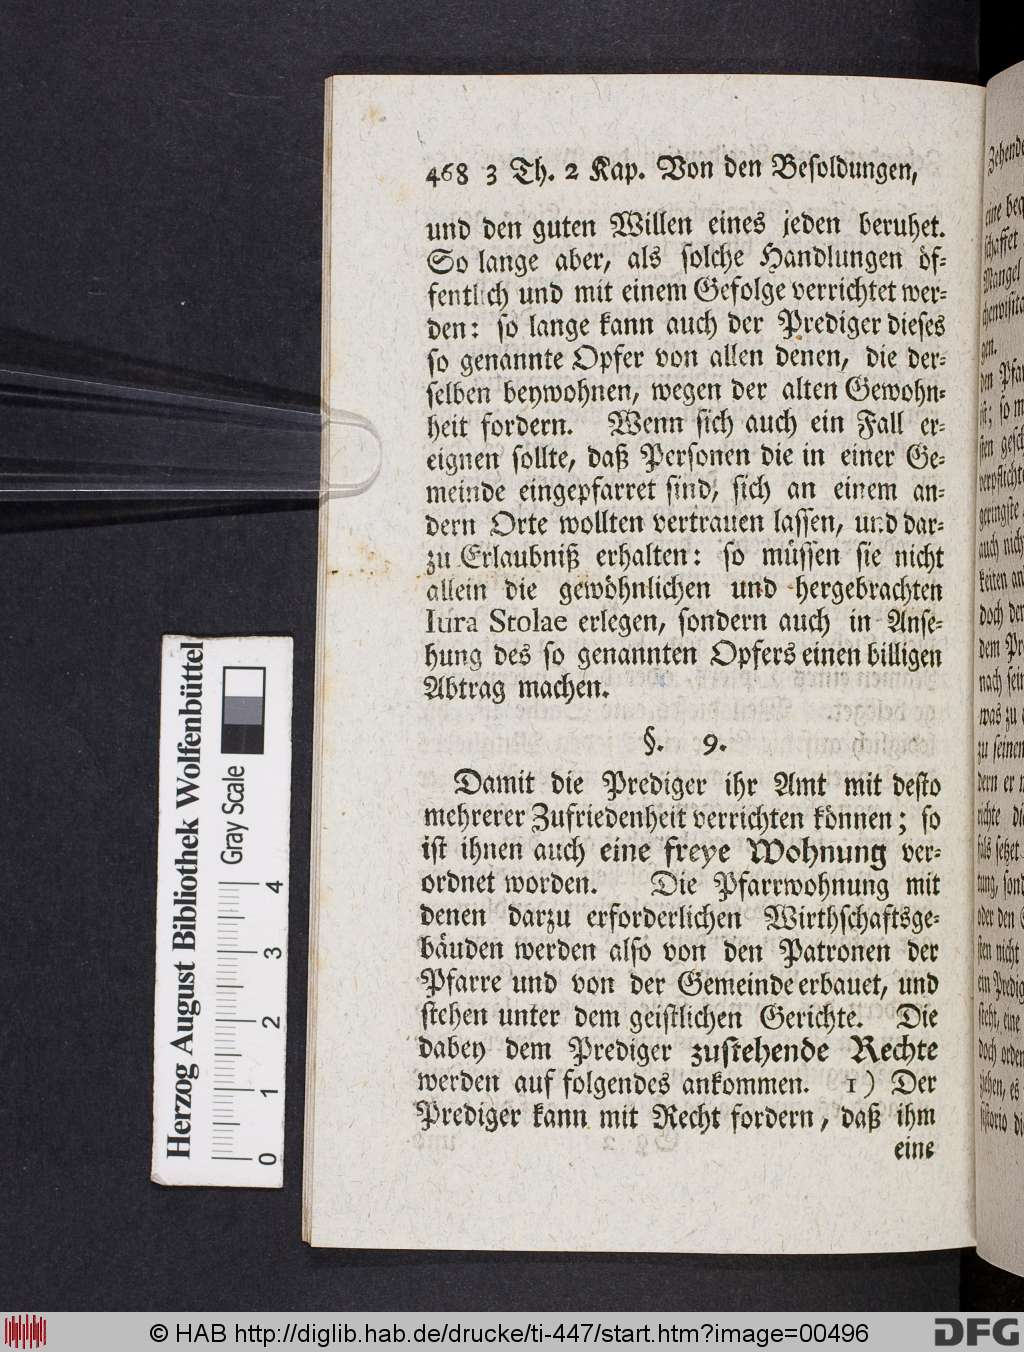 468 3 Th. 2 Kap. Von den Besoldungen,
und den guten Willen eines jeden beruhet.
So lange aber, als solche Handlungen öf-
fentlich und mit einem Gefolge verrichtet wer-
den: so lange kann auch der Prediger dieses
so genannte Opfer von allen denen, die der-
selben beywohnen, wegen der alten Gewohn-
heit fordern. Wenn sich auch ein Fall er-
eignen sollte, daß Personen die in einer Ge-
meinde eingepfarret sind, sich an einem an-
dern Orte wollten vertrauen lassen, und dar-
zu Erlaubniß erhalten: so müssen sie nicht
allein die gewöhnlichen und hergebrachten
Iura Stolae erlegen, sondern auch in Anse-
hung des so genannten Opfers einen billigen
Abtrag machen.
§. 9.
Damit die Prediger ihr Amt mit desto
mehrerer Zufriedenheit verrichten können; so
ist ihnen auch eine freye Wohnung ver-
ordnet worden. Die Pfarrwohnung mit
denen darzu erforderlichen Wirthschaftsge-
bäuden werden also von den Patronen der
Pfarre und von der Gemeinde erbauet, und
stehen unter dem geistlichen Gerichte. Die
dabey dem Prediger zustehende Rechte
werden auf folgendes ankommen. 1) Der
Prediger kann mit Recht fordern, daß ihm
eine
Herzog August Bibliothek Wolfenbüttel
Gray Scale
0 1 2 3 4
© HAB http://diglib.hab.de/drucke/ti-447/start.htm?image=00496
DFG